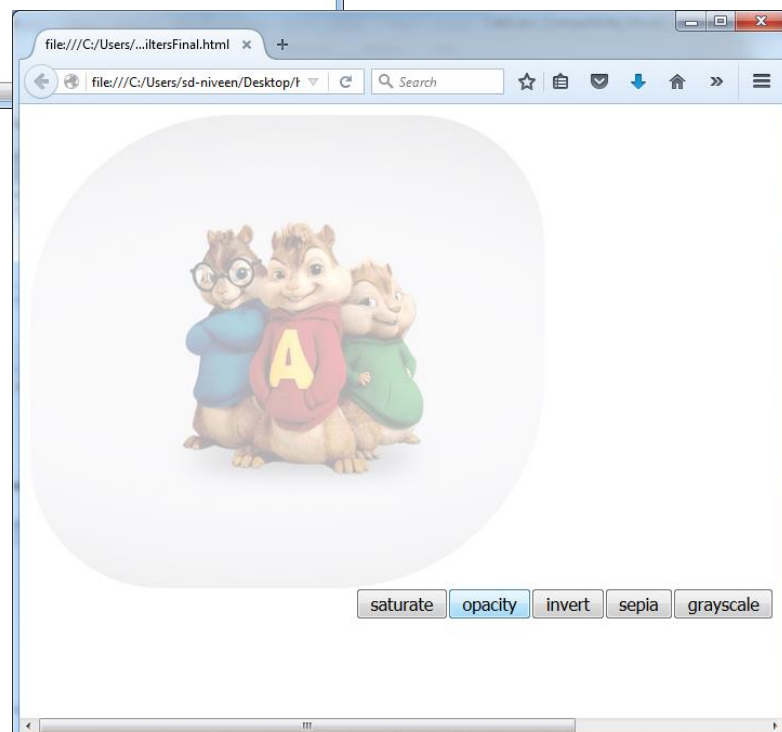 file:///C:/Users/...iltersFinal.html
file:///C:/Users/sd-niveen/Desktop/h
Search
A
saturate opacity invert sepia grayscale